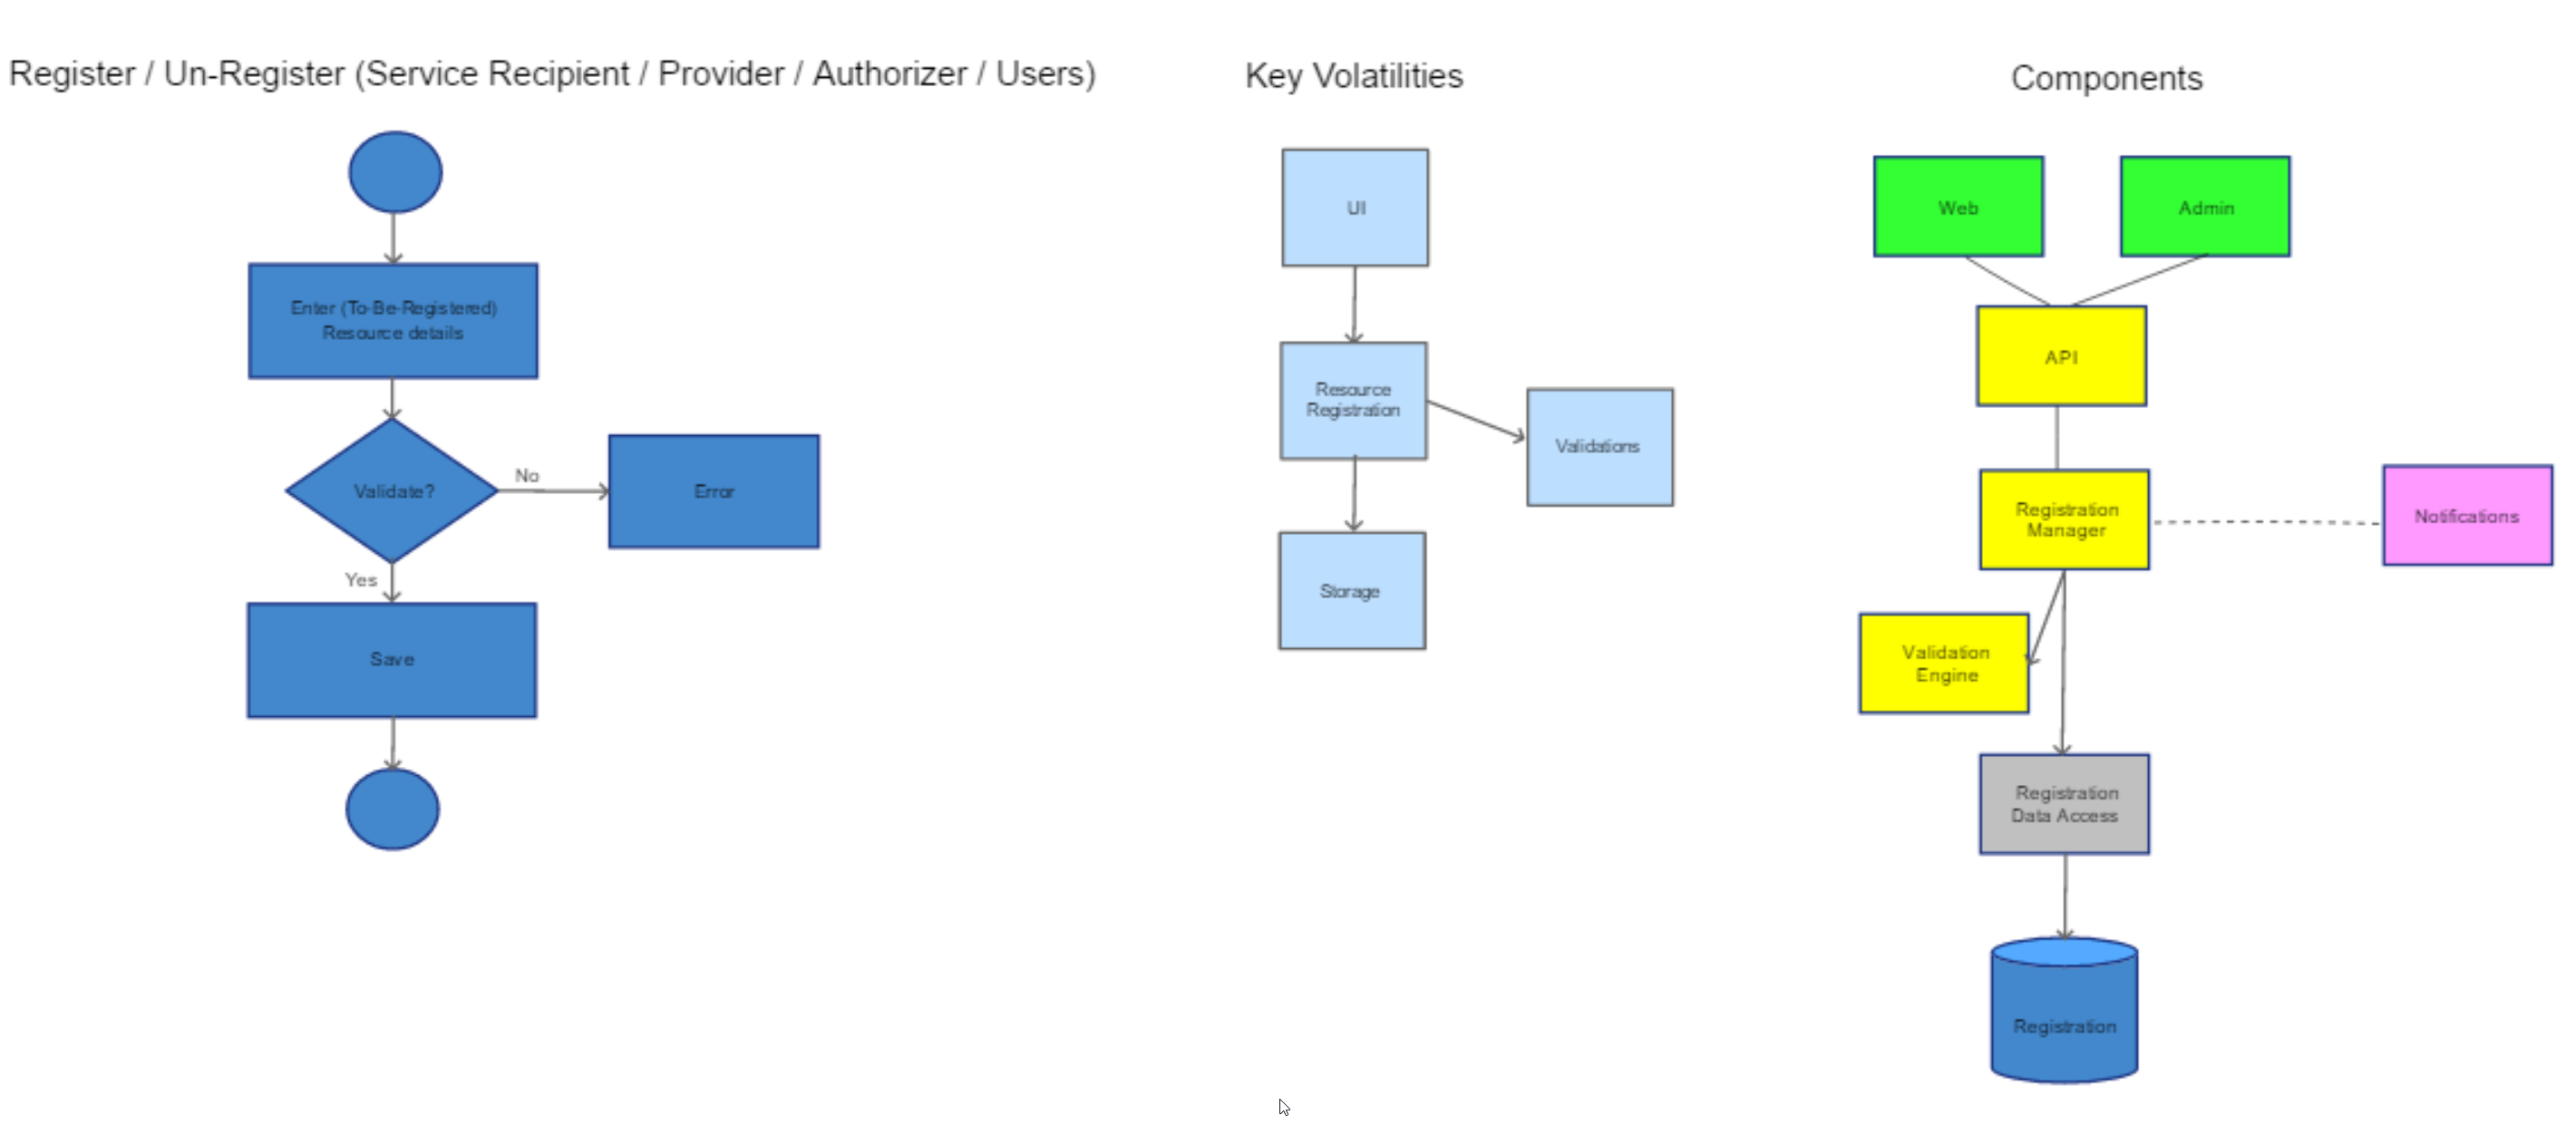 Register / Un-Register (Service Recipient / Provider / Authorizer / Users)
Enter (To-Be-Registered)
Resource details
Validate?
No
Error
Yes
Save
Key Volatilities
UI
Resource
Registration
Validations
Storage
Components
Web
Admin
API
Registration
Manager
Notifications
Validation
Engine
Registration
Data Access
Registration